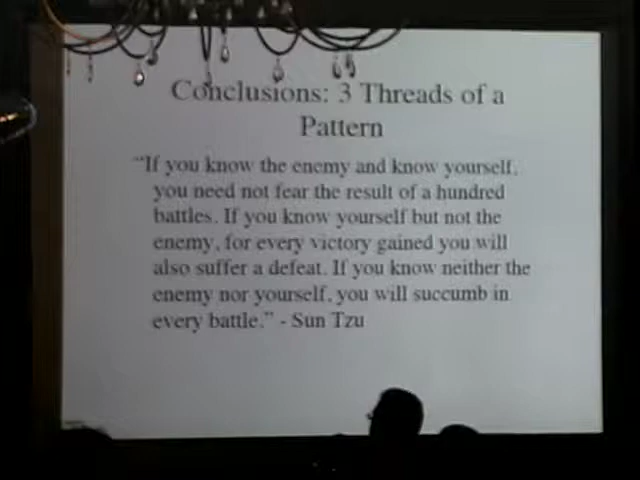 Conclusions: 3 Threads of a
Pattern
"If you know the enemy and know yourself,
you need not fear the result of a hundred
battles. If you know yourself but not the
enemy, for every victory gained you will
also suffer a defeat. If you know neither the
enemy nor yourself, you will succumb in
every battle." - Sun Tzu